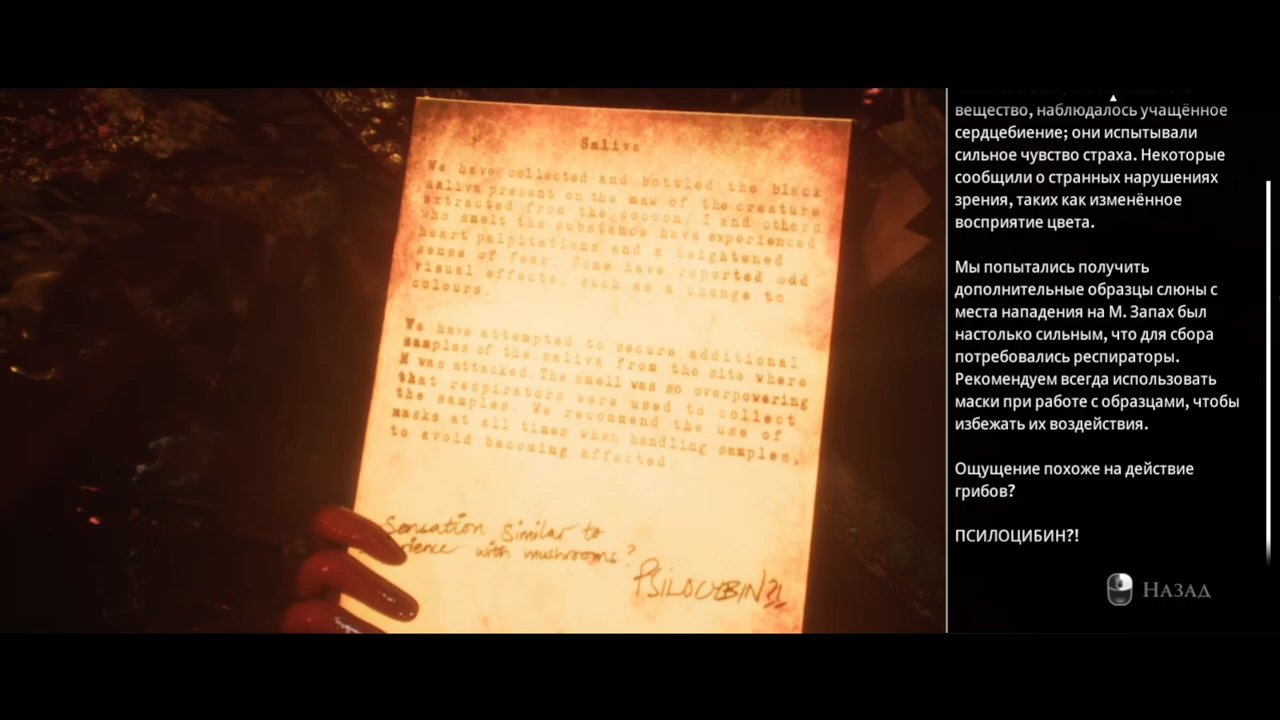 Saliva
We have collected and bottled the black
saliva present on the maw of the creature
extracted from the cocoon. I and others
who smelt the substance have experienced
heart palpitations and a heightened
sense of fear. Some have reported odd
visual effects, such as a change to
colours.
We have attempted to secure additional
samples of the saliva from the site where
M was attacked. The smell was so overpowering
that respirators were used to collect
the samples. We recommend the use of
masks at all times when handling samples,
to avoid becoming affected.
Sensation similar to
rience with mushrooms?
PSILOCYBIN?!
вещество, наблюдалось учащённое
сердцебиение; они испытывали
сильное чувство страха. Некоторые
сообщили о странных нарушениях
зрения, таких как изменённое
восприятие цвета.
Мы попытались получить
дополнительные образцы слюны с
места нападения на М. Запах был
настолько сильным, что для сбора
потребовались респираторы.
Рекомендуем всегда использовать
маски при работе с образцами, чтобы
избежать их воздействия.
Ощущение похоже на действие
грибов?
ПСИЛОЦИБИН?!
Назад